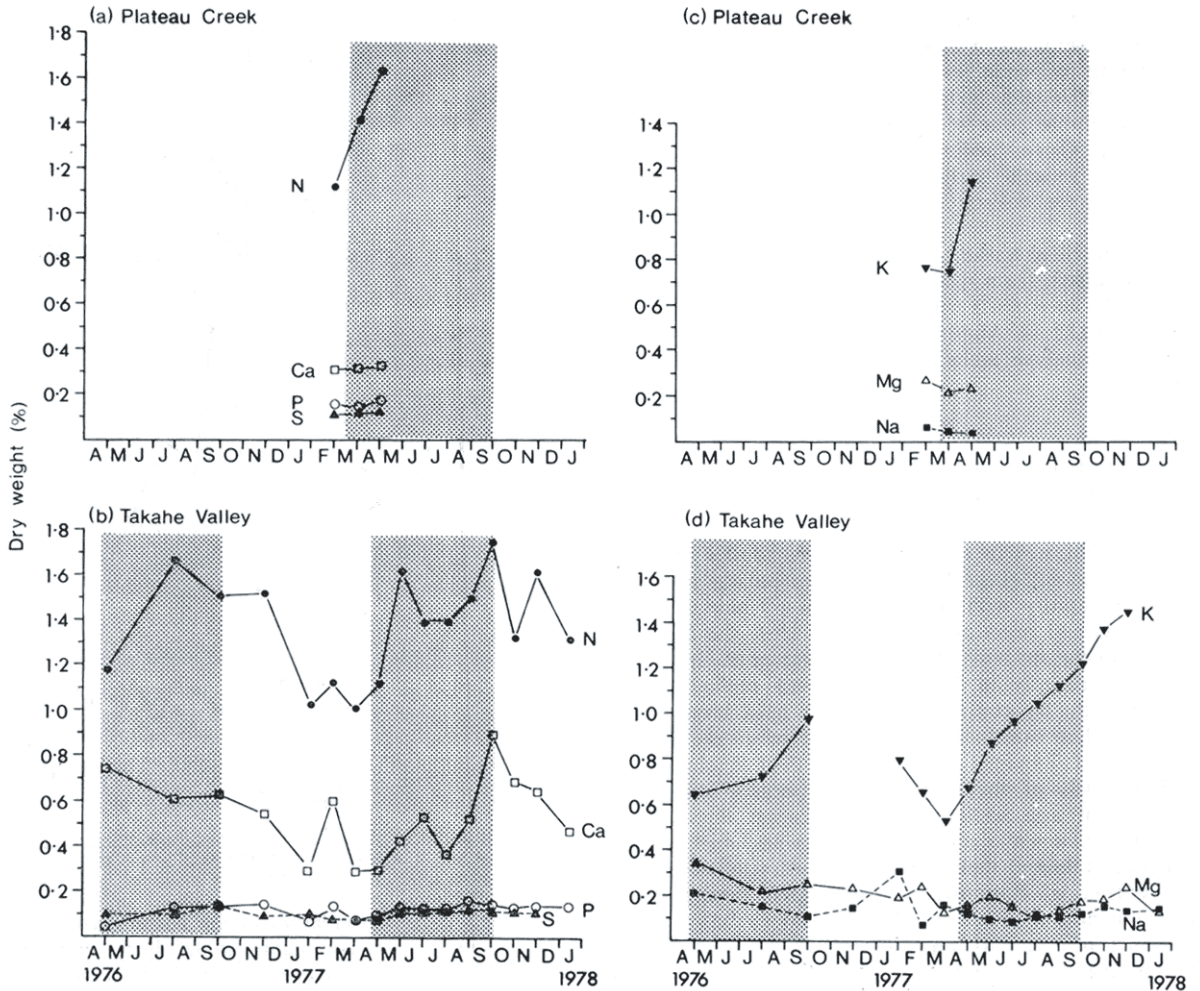 (a) Plateau Creek
1·8
1·6
1·4
1·2
1·0
0·8
0·6
0·4
0·2
N
Ca
P
S
A M J J A S O N D J F M A M J J A S O N D J
(c) Plateau Creek
1·4
1·2
1·0
0·8
0·6
0·4
0·2
K
Mg
Na
A M J J A S O N D J F M A M J J A S O N D J
Dry weight (%)
(b) Takahe Valley
1·8
1·6
1·4
1·2
1·0
0·8
0·6
0·4
0·2
N
Ca
P
S
A M J J A S O N D J F M A M J J A S O N D J
1976 1977 1978
(d) Takahe Valley
1·6
1·4
1·2
1·0
0·8
0·6
0·4
0·2
K
Mg
Na
A M J J A S O N D J F M A M J J A S O N D J
1976 1977 1978